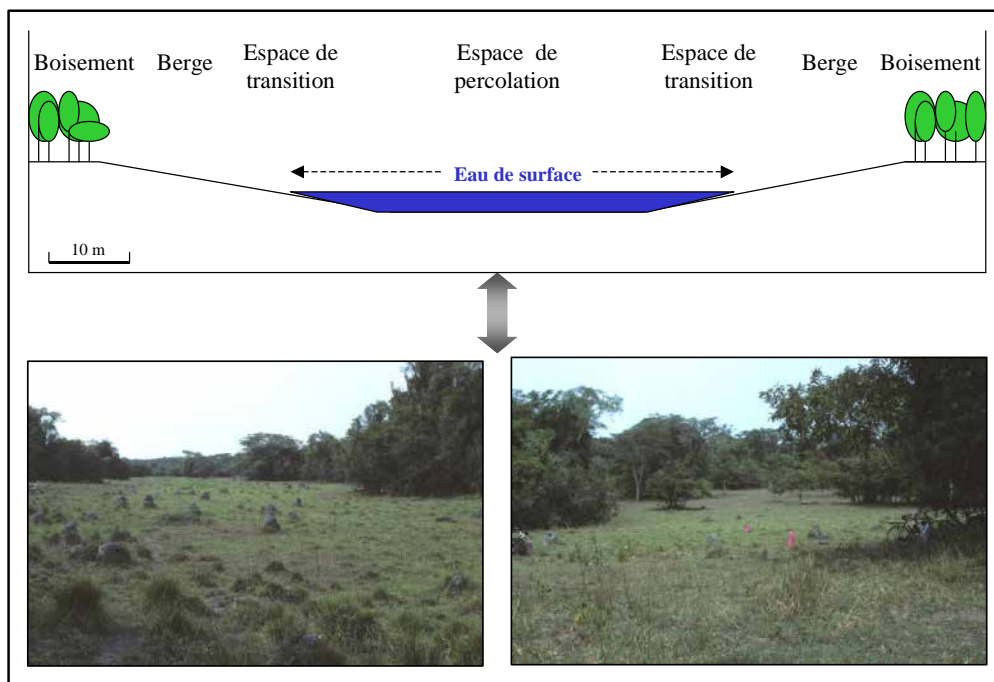 Boisement Berge Espace de transition Espace de percolation Espace de transition Berge Boisement
Eau de surface
10 m